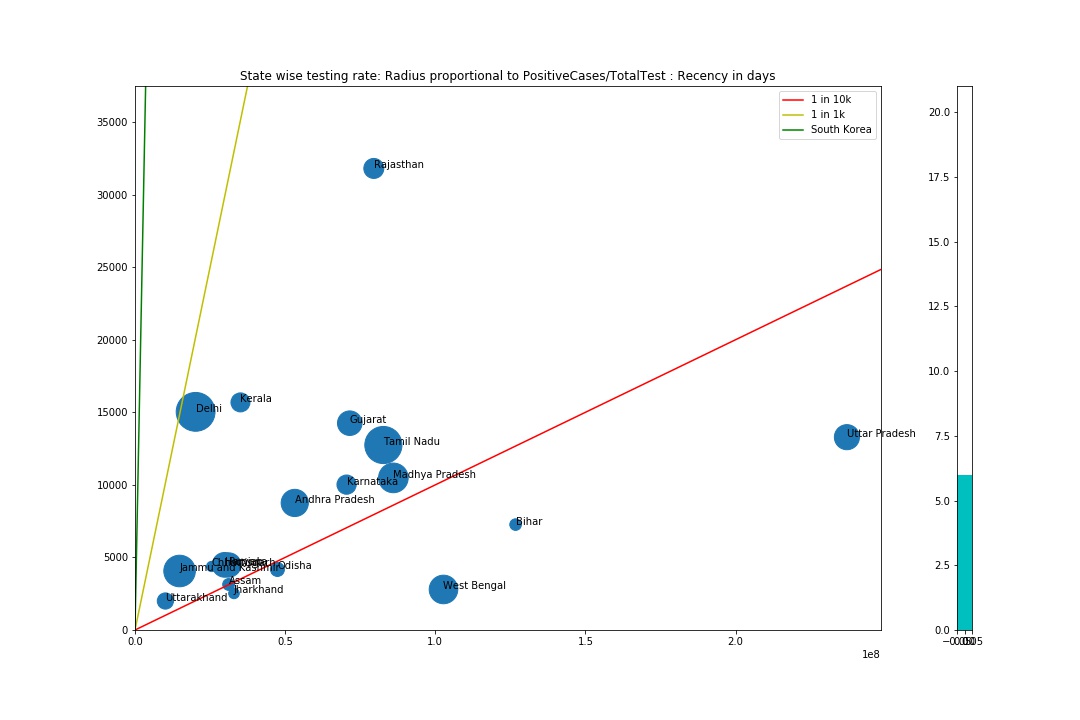 State wise testing rate: Radius proportional to PositiveCases/TotalTest : Recency in days
1 in 10k
1 in 1k
South Korea
35000
30000
25000
20000
15000
10000
5000
0
Rajasthan
Delhi
Kerala
Gujarat
Tamil Nadu
Uttar Pradesh
Madhya Pradesh
Karnataka
Andhra Pradesh
Bihar
Jammu and Kashmir
Odisha
Assam
Jharkhand
West Bengal
Uttarakhand
0.0
0.5
1.0
1.5
2.0
1e8
20.0
17.5
15.0
12.5
10.0
7.5
5.0
2.5
0.0